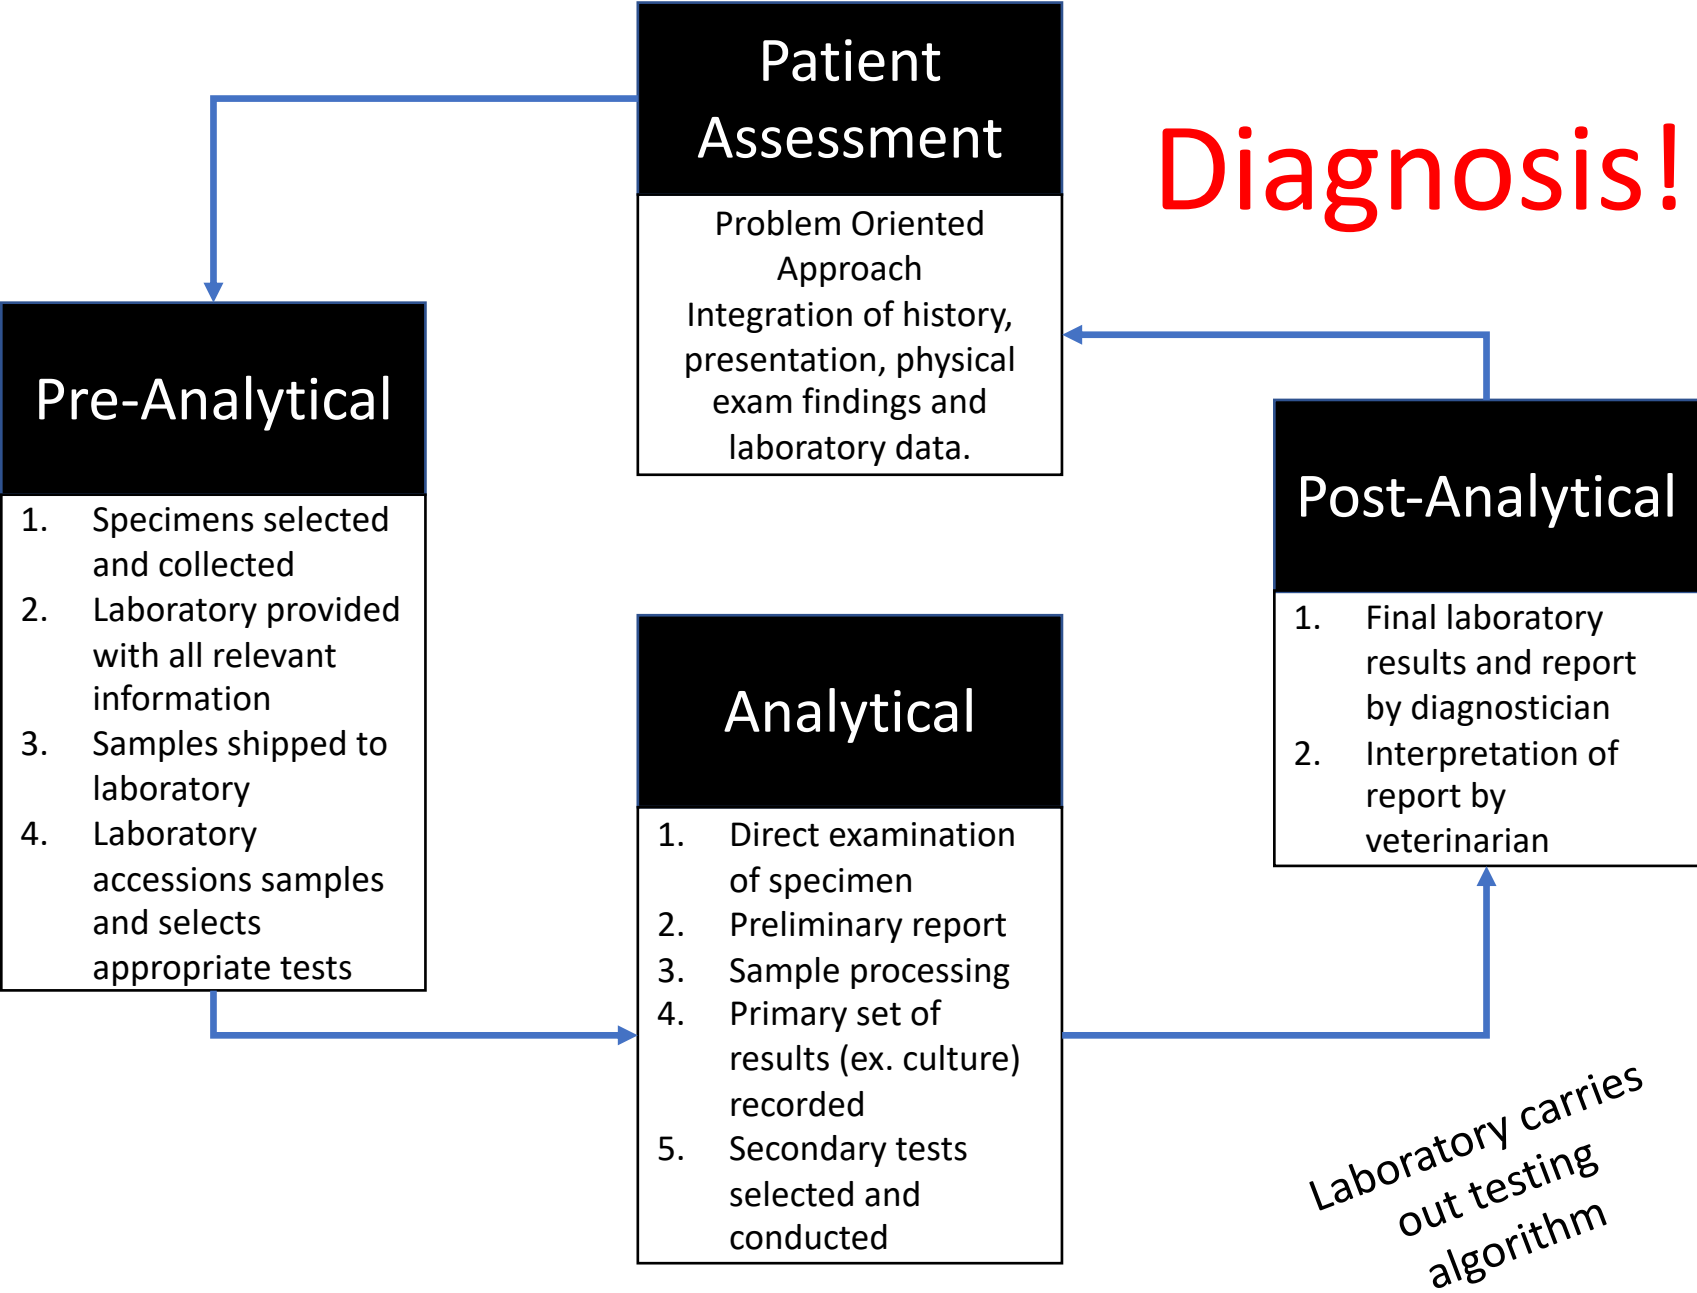 Patient
Assessment
Problem Oriented
Approach
Integration of history,
presentation, physical
exam findings and
laboratory data.
Diagnosis!
Pre-Analytical
1. Specimens selected
and collected
2. Laboratory provided
with all relevant
information
3. Samples shipped to
laboratory
4. Laboratory
accessions samples
and selects
appropriate tests
Analytical
1. Direct examination
of specimen
2. Preliminary report
3. Sample processing
4. Primary set of
results (ex. culture)
recorded
5. Secondary tests
selected and
conducted
Post-Analytical
1. Final laboratory
results and report
by diagnostician
2. Interpretation of
report by
veterinarian
Laboratory carries
out testing
algorithm